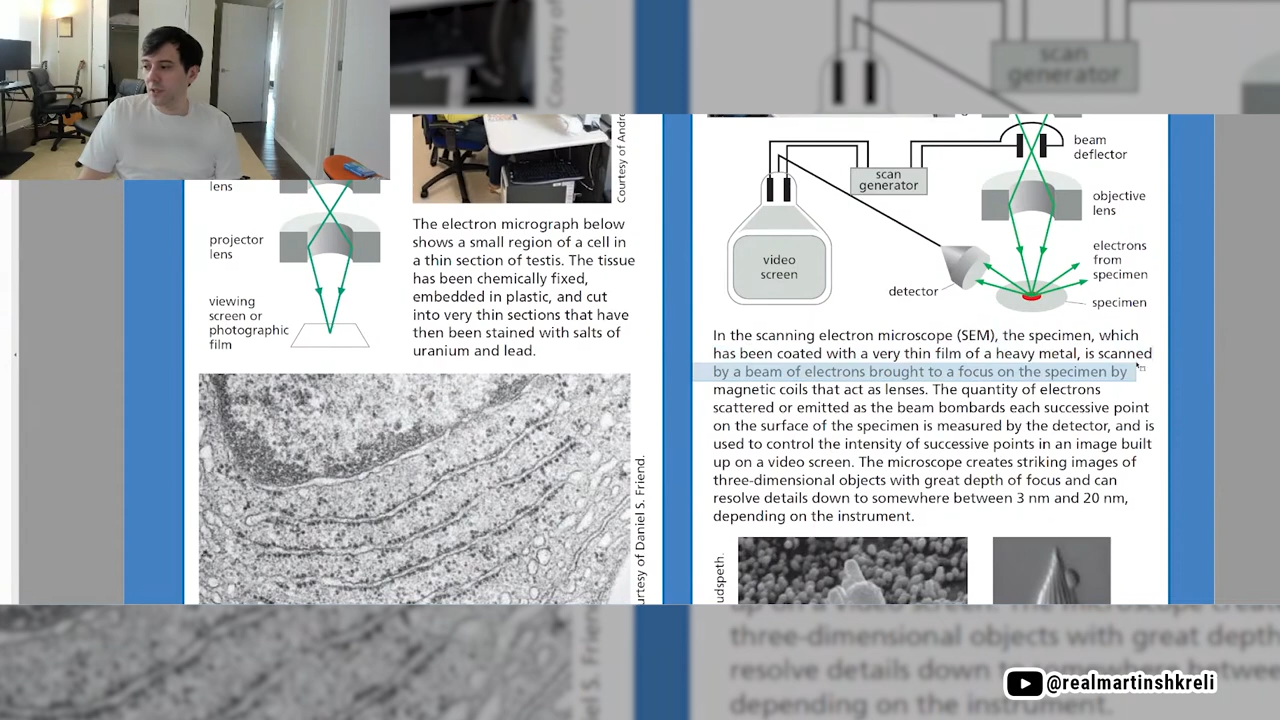 lens
projector
lens
viewing
screen or
photographic
film
Courtesy of Andre
The electron micrograph below
shows a small region of a cell in
a thin section of testis. The tissue
has been chemically fixed,
embedded in plastic, and cut
into very thin sections that have
then been stained with salts of
uranium and lead.
rtesy of Daniel S. Friend.
Courtesy of
scan
generator
beam
deflector
scan
generator
objective
lens
video
screen
electrons
from
specimen
detector
specimen
In the scanning electron microscope (SEM), the specimen, which
has been coated with a very thin film of a heavy metal, is scanned
by a beam of electrons brought to a focus on the specimen by
magnetic coils that act as lenses. The quantity of electrons
scattered or emitted as the beam bombards each successive point
on the surface of the specimen is measured by the detector, and is
used to control the intensity of successive points in an image built
up on a video screen. The microscope creates striking images of
three-dimensional objects with great depth of focus and can
resolve details down to somewhere between 3 nm and 20 nm,
depending on the instrument.
udspeth.
el S. Frien
three-dimensional objects with great depth
resolve details down
depending on the instrument.
@realmartinshkreli